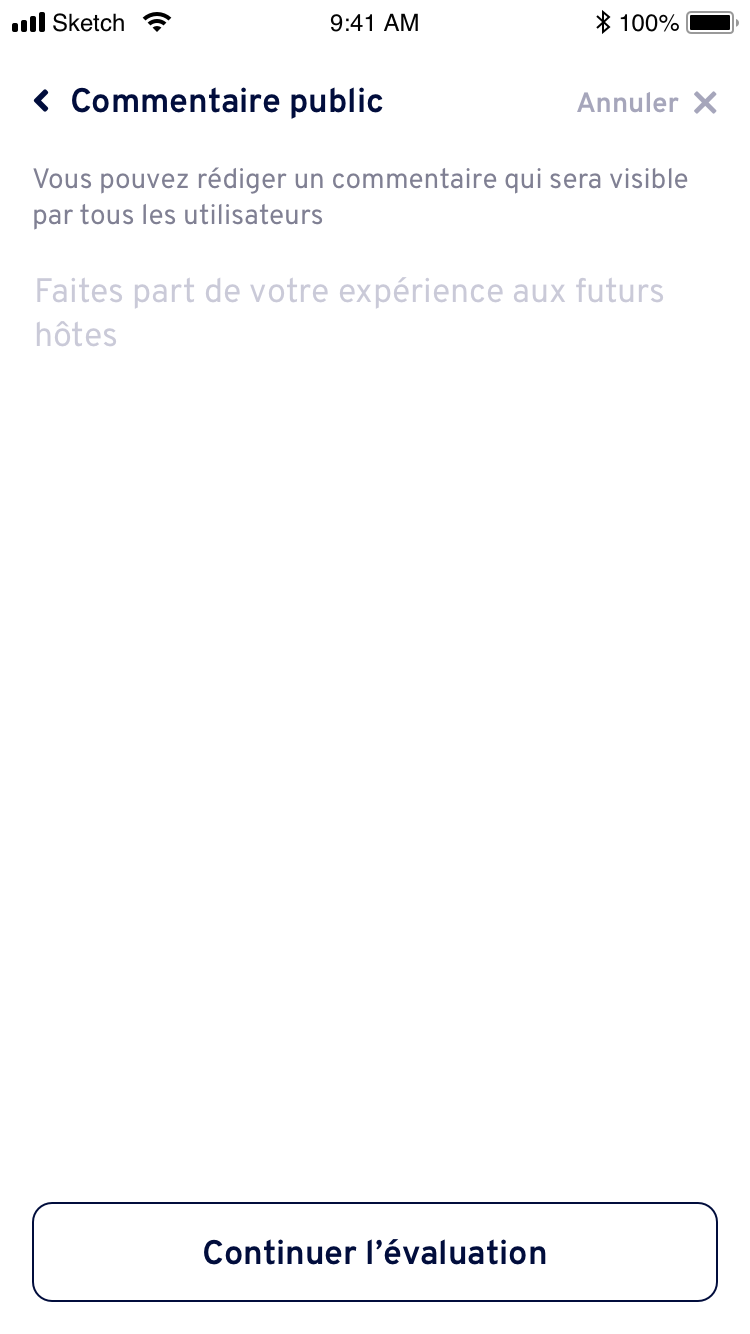 Sketch 9:41 AM 100%
Commentaire public Annuler
Vous pouvez rédiger un commentaire qui sera visible
par tous les utilisateurs
Faites part de votre expérience aux futurs
hôtes
Continuer l’évaluation